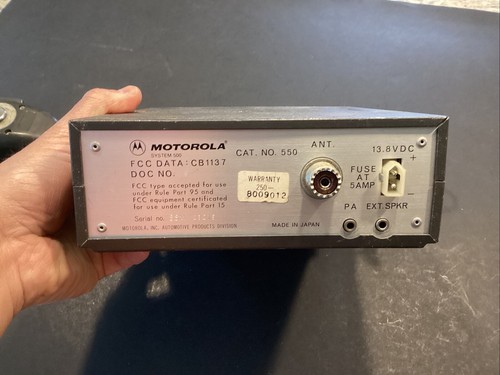 MOTOROLA
SYSTEM 500
FCC DATA: CB113.7
DOC NO.
FCC type accepted for use
under Rule Part 95 and
FCC equipment certificated
for use under Rule Part 15
Serial no.
MOTOROLA, INC. AUTOMOTIVE PRODUCTS DIVISION
CAT. NO. 550
WARRANTY
250-
8009012
ANT.
MADE IN JAPAN
13.8VDC
+
FUSE
AT
5AMP
-
PA
EXT. SPKR